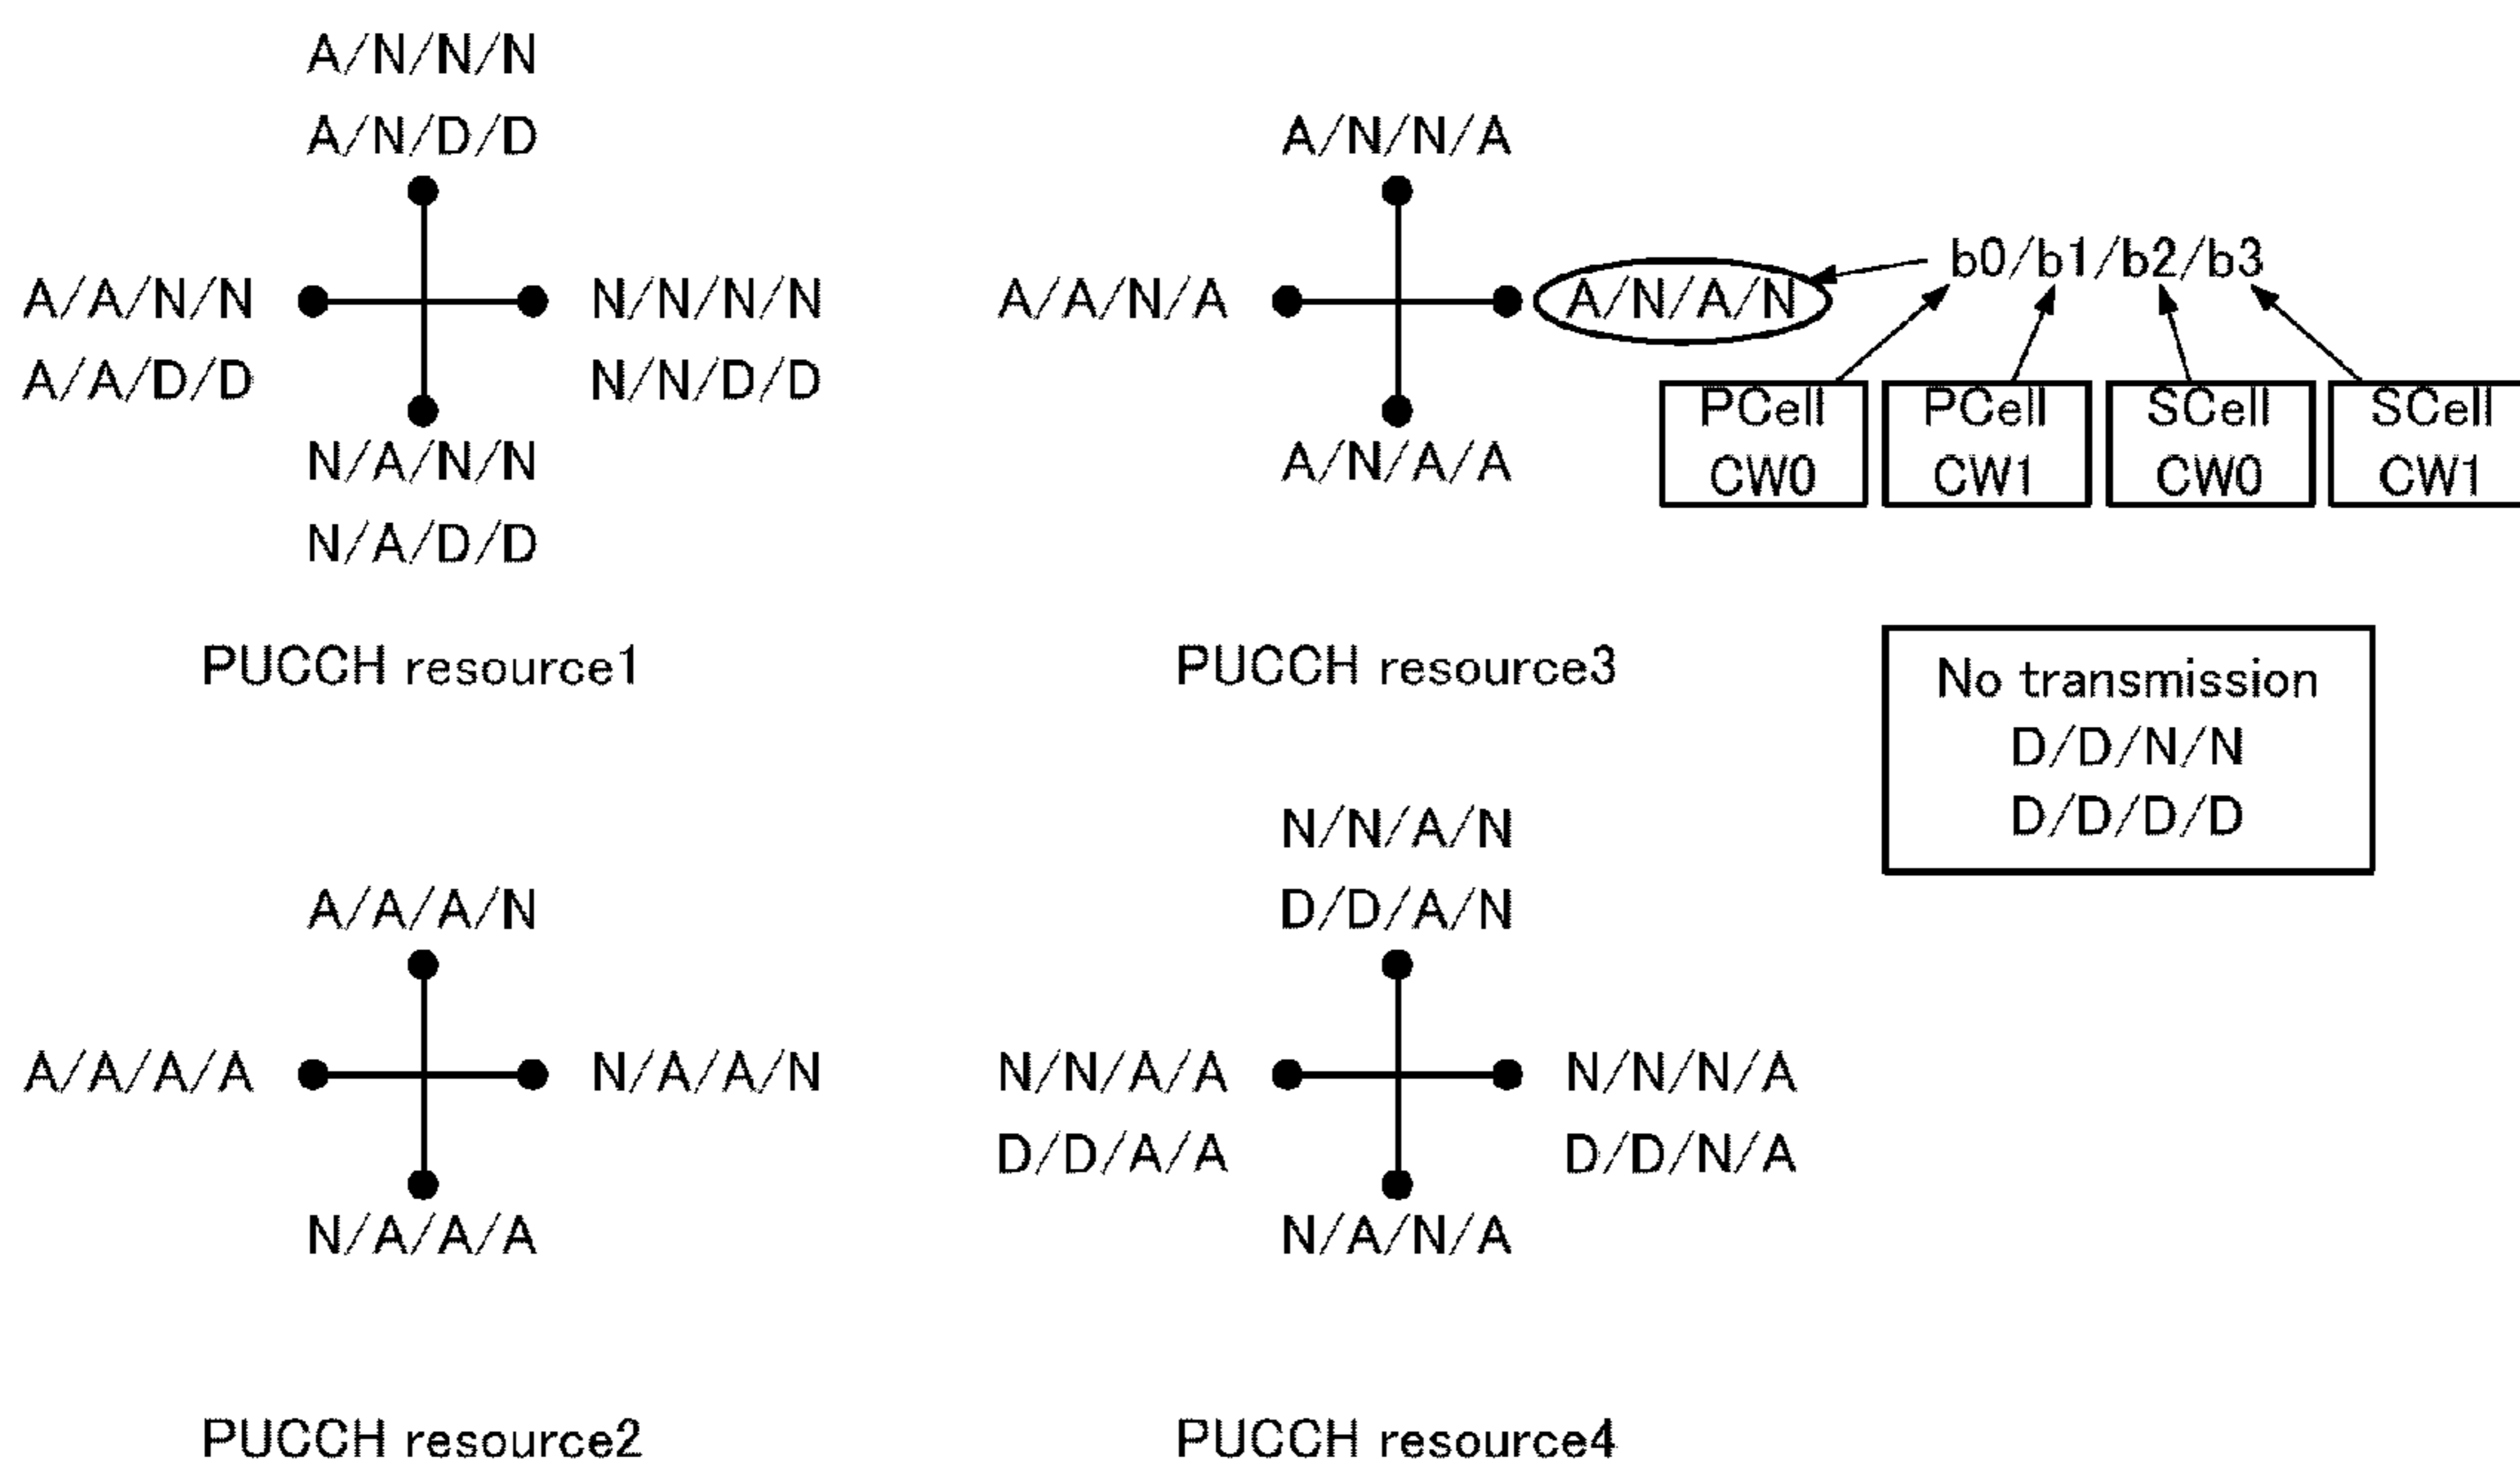 A/N/N/N
A/N/D/D
A/A/N/N
A/A/D/D
N/N/N/N
N/N/D/D
N/A/N/N
N/A/D/D
PUCCH resource1
A/N/N/A
A/A/N/A
A/N/A/N
b0/b1/b2/b3
A/N/A/A
PCell
CW0
PCell
CW1
SCell
CW0
SCell
CW1
PUCCH resource3
No transmission
D/D/N/N
D/D/D/D
A/A/A/N
A/A/A/A
N/A/A/N
N/A/A/A
PUCCH resource2
N/N/A/N
D/D/A/N
N/N/A/A
D/D/A/A
N/N/N/A
D/D/N/A
N/A/N/A
PUCCH resource4